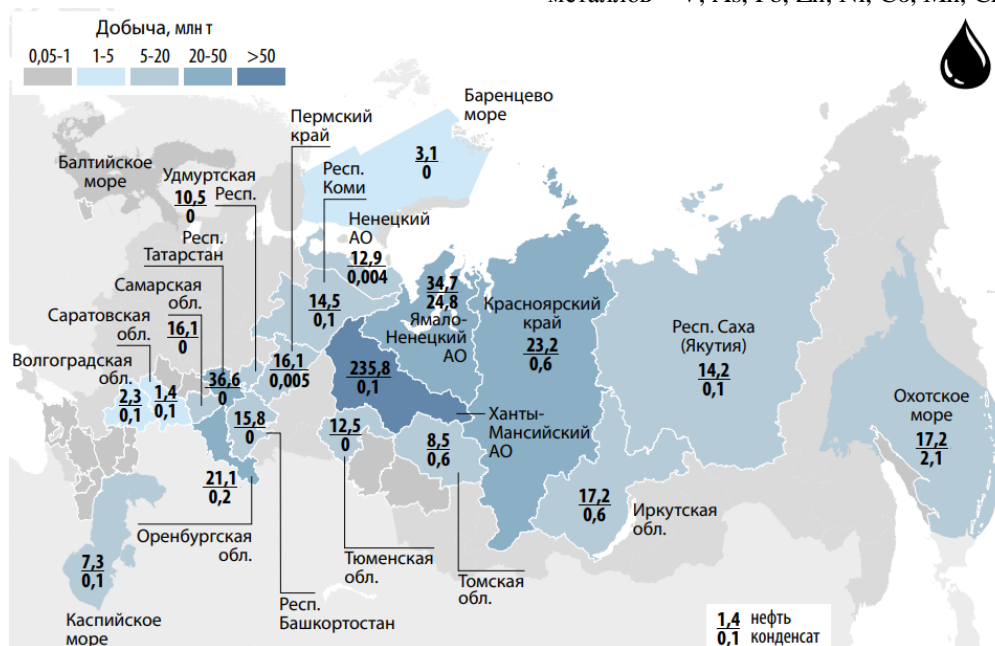 металлов – V, As, Fe, Zn, Ni, Co, Mn,
Добыча, млн т
0,05-1 1-5 5-20 20-50 >50
Баренцево
море
3,1
0
Пермский
край
Респ.
Коми
Балтийское
море
Удмуртская
Респ.
10,5
0
Ненецкий
АО
12,9
0,004
Респ.
Татарстан
Самарская
обл.
16,1
0
Саратовская
обл.
Волгоградская
обл.
2,3
0,1
1,4
0,1
36,6
0
15,8
0
16,1
0,005
14,5
0,1
34,7
24,8
Ямало-
Ненецкий
АО
Красноярский
край
23,2
0,6
235,8
0,1
Ханты-
Мансийский
АО
Респ. Саха
(Якутия)
14,2
0,1
Охотское
море
17,2
2,1
12,5
0
8,5
0,6
17,2
0,6
Иркутская
обл.
21,1
0,2
Оренбургская
обл.
7,3
0,1
Каспийское
море
Респ.
Башкортостан
Тюменская
обл.
Томская
обл.
1,4 нефть
0,1 конденсат